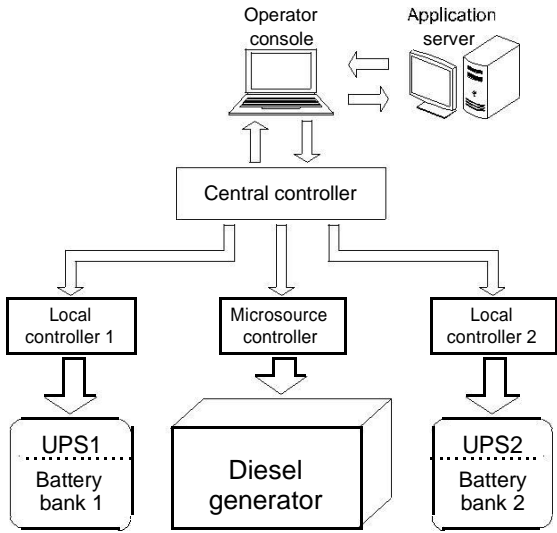 Operator
console
Application
server
Central controller
Local
controller 1
Microsource
controller
Local
controller 2
UPS1
Battery
bank 1
Diesel
generator
UPS2
Battery
bank 2